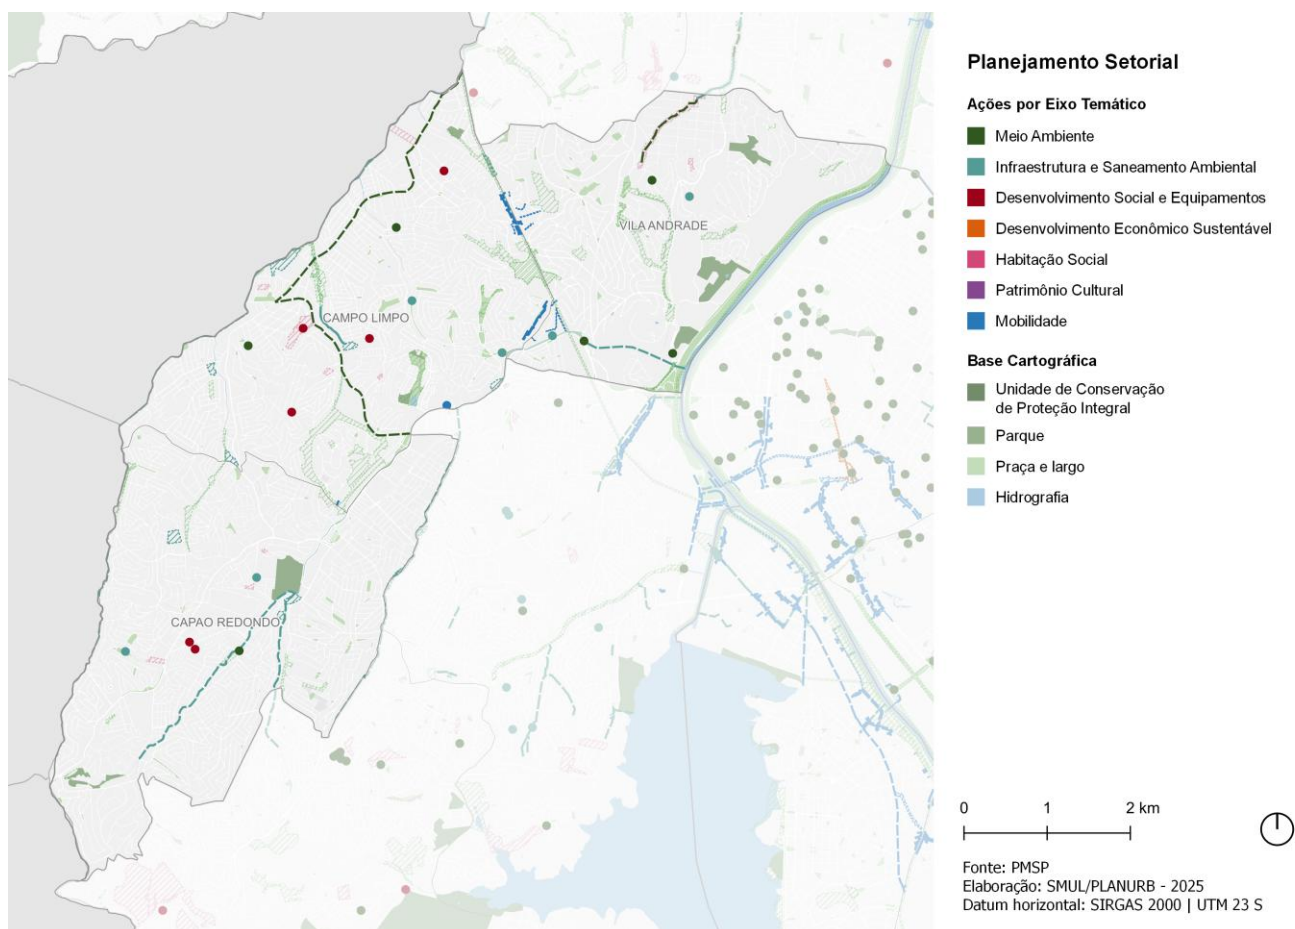 VILA ANDRADE
CAMPO LIMPO
CAPAO REDONDO
Planejamento Setorial
Ações por Eixo Temático
Meio Ambiente
Infraestrutura e Saneamento Ambiental
Desenvolvimento Social e Equipamentos
Desenvolvimento Econômico Sustentável
Habitação Social
Patrimônio Cultural
Mobilidade
Base Cartográfica
Unidade de Conservação
de Proteção Integral
Parque
Praça e largo
Hidrografia
0 1 2 km
Fonte: PMSP
Elaboração: SMUL/PLANURB - 2025
Datum horizontal: SIRGAS 2000 | UTM 23 S